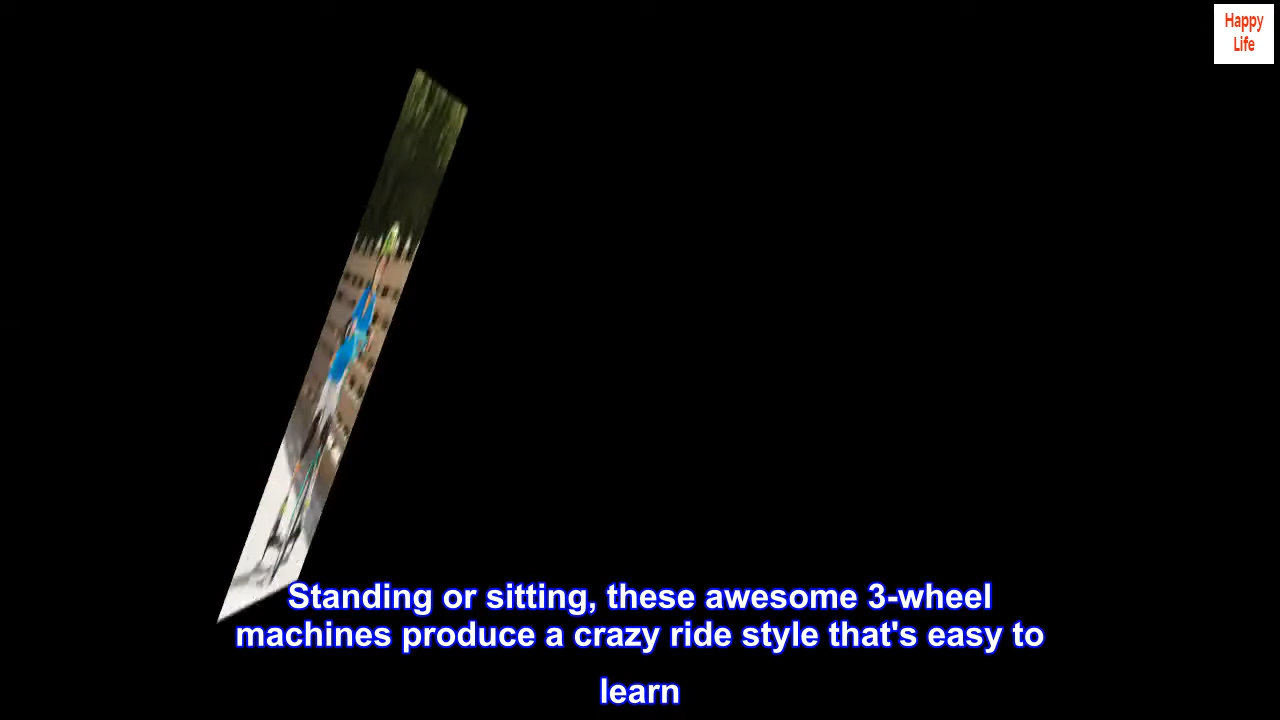 Happy
Life
Standing or sitting, these awesome 3-wheel
machines produce a crazy ride style that's easy to
learn